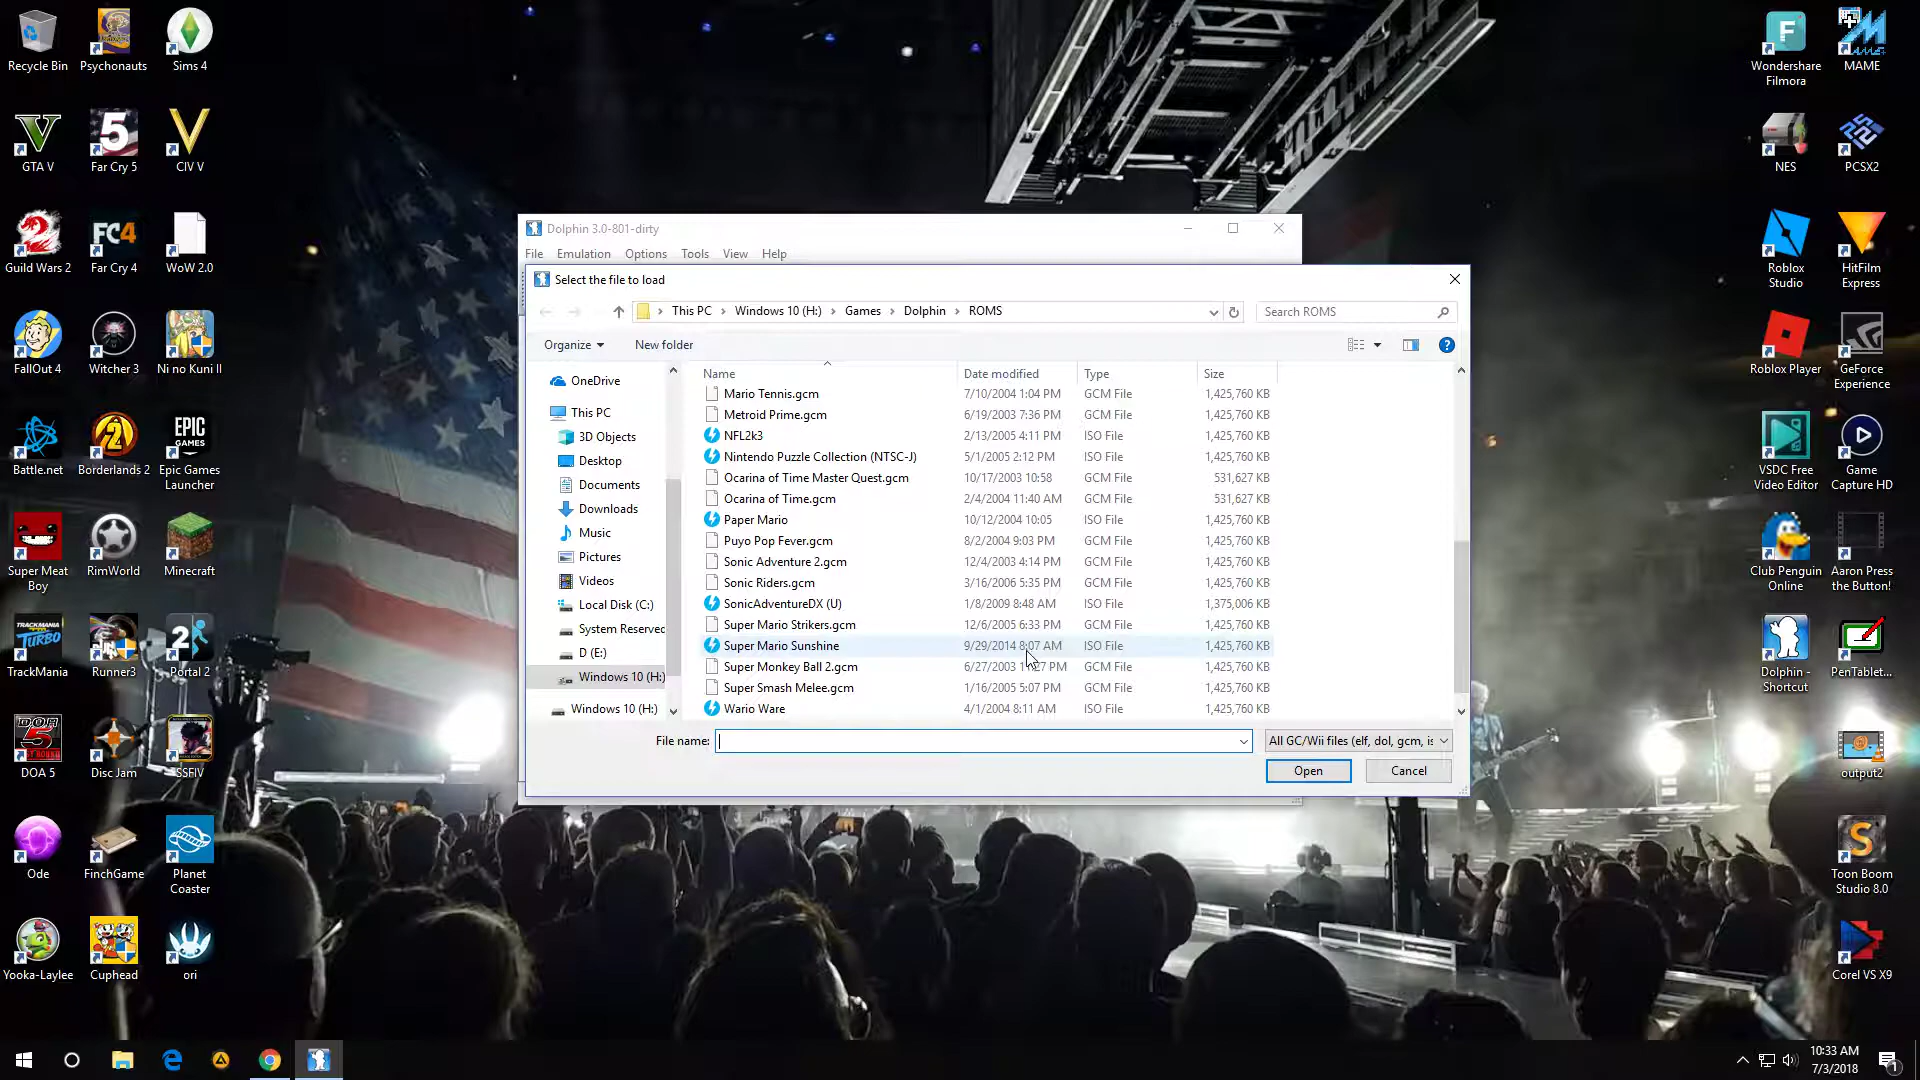 Recycle Bin
Psychonauts
Sims 4
GTA V
Far Cry 5
CIV V
Guild Wars 2
Far Cry 4
WoW 2.0
FallOut 4
Witcher 3
Ni no Kuni II
Battle.net
Borderlands 2
Epic Games Launcher
Super Meat Boy
RimWorld
Minecraft
TrackMania
Runner3
Portal 2
DOA 5
Disc Jam
SSFIV
Ode
FinchGame
Planet Coaster
Yooka-Laylee
Cuphead
ori
Dolphin 3.0-801-dirty
File Emulation Options Tools View Help
Select the file to load
This PC > Windows 10 (H:) > Games > Dolphin > ROMS
Search ROMS
Organize
New folder
OneDrive
This PC
3D Objects
Desktop
Documents
Downloads
Music
Pictures
Videos
Local Disk (C:)
System Reserved
D (E:)
Windows 10 (H:)
Windows 10 (H:)
Name Date modified Type Size
Mario Tennis.gcm 7/10/2004 1:04 PM GCM File 1,425,760 KB
Metroid Prime.gcm 6/19/2003 7:36 PM GCM File 1,425,760 KB
NFL2k3 2/13/2005 4:11 PM ISO File 1,425,760 KB
Nintendo Puzzle Collection (NTSC-J) 5/1/2005 2:12 PM ISO File 1,425,760 KB
Ocarina of Time Master Quest.gcm 10/17/2003 10:58 GCM File 531,627 KB
Ocarina of Time.gcm 2/4/2004 11:40 AM GCM File 531,627 KB
Paper Mario 10/12/2004 10:05 ISO File 1,425,760 KB
Puyo Pop Fever.gcm 8/2/2004 9:03 PM GCM File 1,425,760 KB
Sonic Adventure 2.gcm 12/4/2003 4:14 PM GCM File 1,425,760 KB
Sonic Riders.gcm 3/16/2006 5:35 PM GCM File 1,425,760 KB
SonicAdventureDX (U) 1/8/2009 8:48 AM ISO File 1,375,006 KB
Super Mario Strikers.gcm 12/6/2005 6:33 PM GCM File 1,425,760 KB
Super Mario Sunshine 9/29/2014 8:07 AM ISO File 1,425,760 KB
Super Monkey Ball 2.gcm 6/27/2003 PM GCM File 1,425,760 KB
Super Smash Melee.gcm 1/16/2005 5:07 PM GCM File 1,425,760 KB
Wario Ware 4/1/2004 8:11 AM ISO File 1,425,760 KB
File name:
All GC/Wii files (elf, dol, gcm, is
Open
Cancel
Wondershare Filmora
MAME
NES
PCSX2
Roblox Studio
HitFilm Express
Roblox Player
GeForce Experience
VSDC Free Video Editor
Game Capture HD
Club Penguin Online
Aaron Press the Button!
Dolphin - Shortcut
PenTablet...
output2
Toon Boom Studio 8.0
Corel VS X9
10:33 AM
7/3/2018